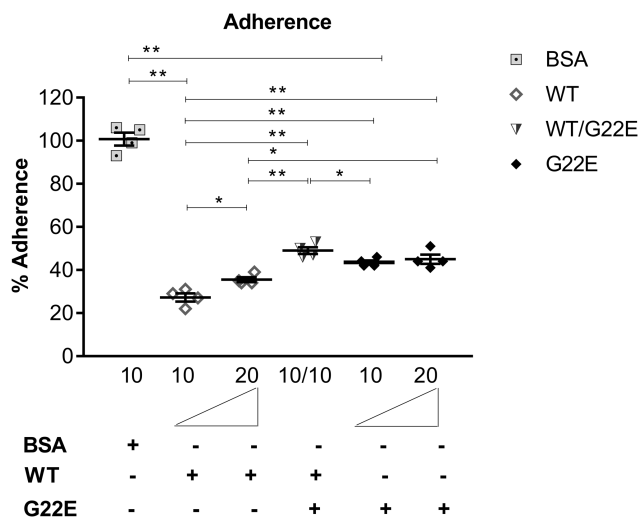 Adherence
** 
**
**
**
**
*
**
*
*
BSA
WT
WT/G22E
G22E
% Adherence
120
100
80
60
40
20
0
10 10 20 10/10 10 20
BSA + - - - - -
WT - + + + - -
G22E - - - + + +